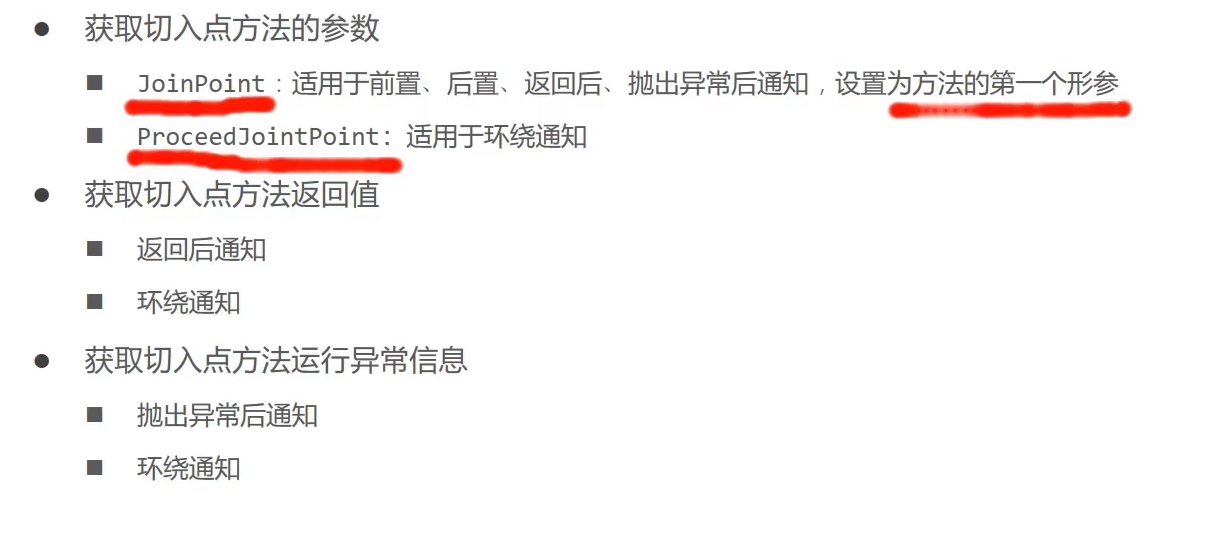 获取切入点方法的参数
JoinPoint：适用于前置、后置、返回后、抛出异常后通知，设置为方法的第一个形参
ProceedJointPoint：适用于环绕通知
获取切入点方法返回值
返回后通知
环绕通知
获取切入点方法运行异常信息
抛出异常后通知
环绕通知